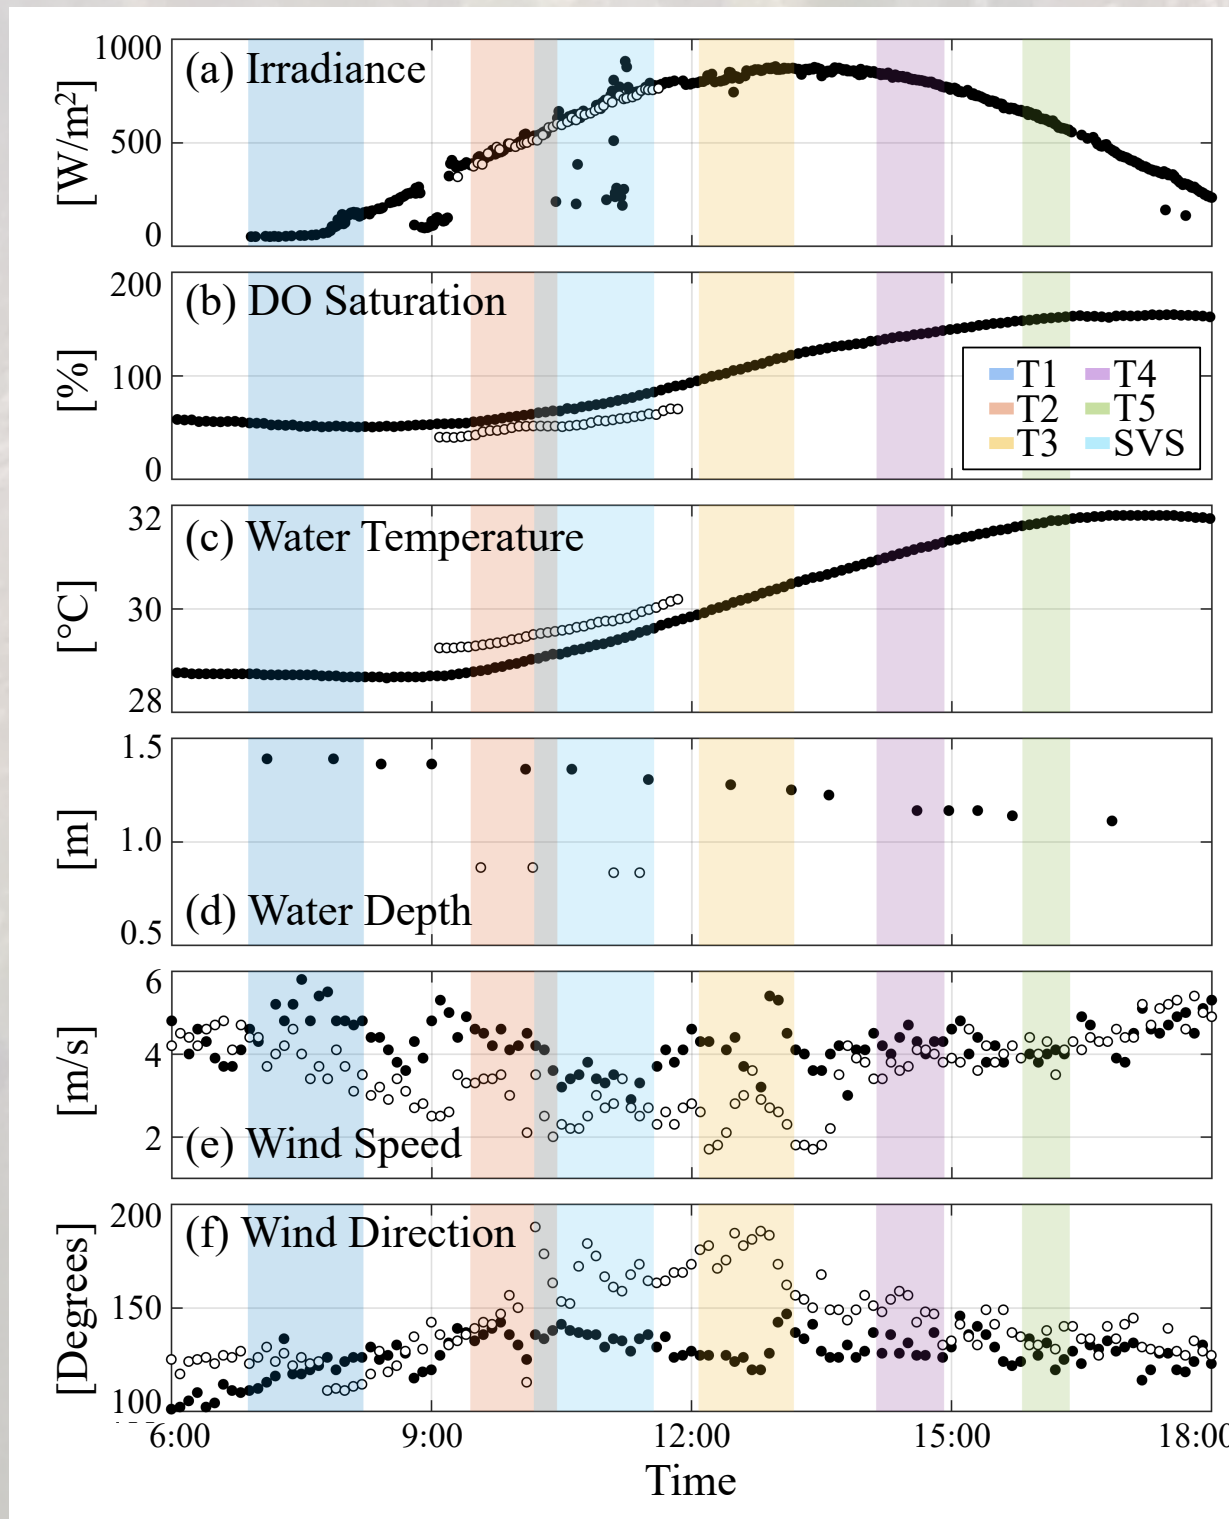 (a) Irradiance
[W/m²]
1000
500
0
(b) DO Saturation
[%]
200
100
0
T1
T2
T3
T4
T5
SVS
(c) Water Temperature
[°C]
32
30
28
(d) Water Depth
[m]
1.5
1.0
0.5
(e) Wind Speed
[m/s]
6
4
2
(f) Wind Direction
[Degrees]
200
150
100
6:00
9:00
12:00
15:00
18:00
Time